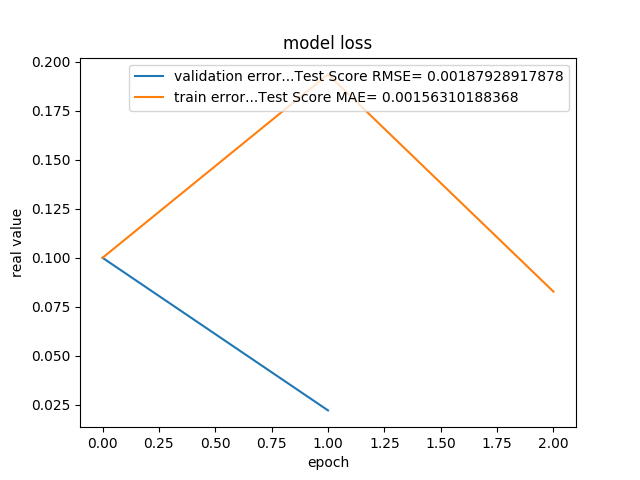 model loss
validation error...Test Score RMSE= 0.00187928917878
train error...Test Score MAE= 0.00156310188368
0.200
0.175
0.150
0.125
0.100
0.075
0.050
0.025
real value
0.00 0.25 0.50 0.75 1.00 1.25 1.50 1.75 2.00
epoch